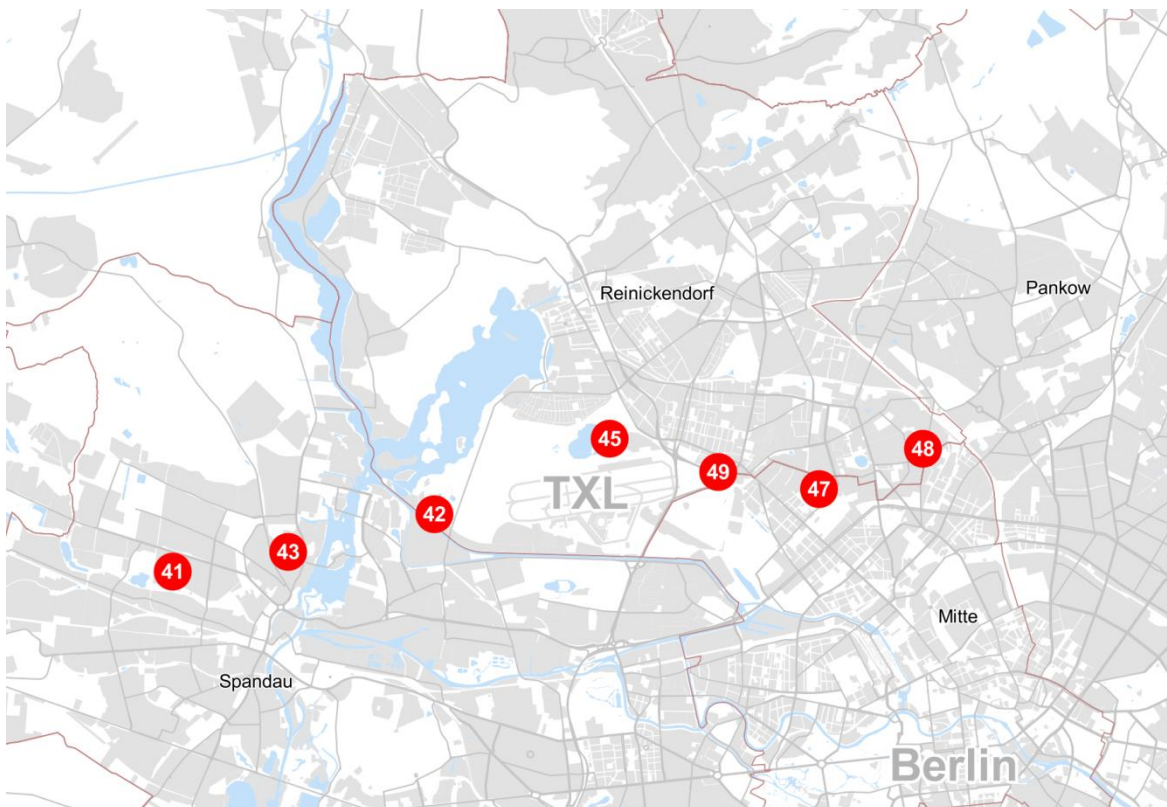 Reinickendorf
Pankow
45
48
49
47
TXL
42
43
41
Mitte
Spandau
Berlin